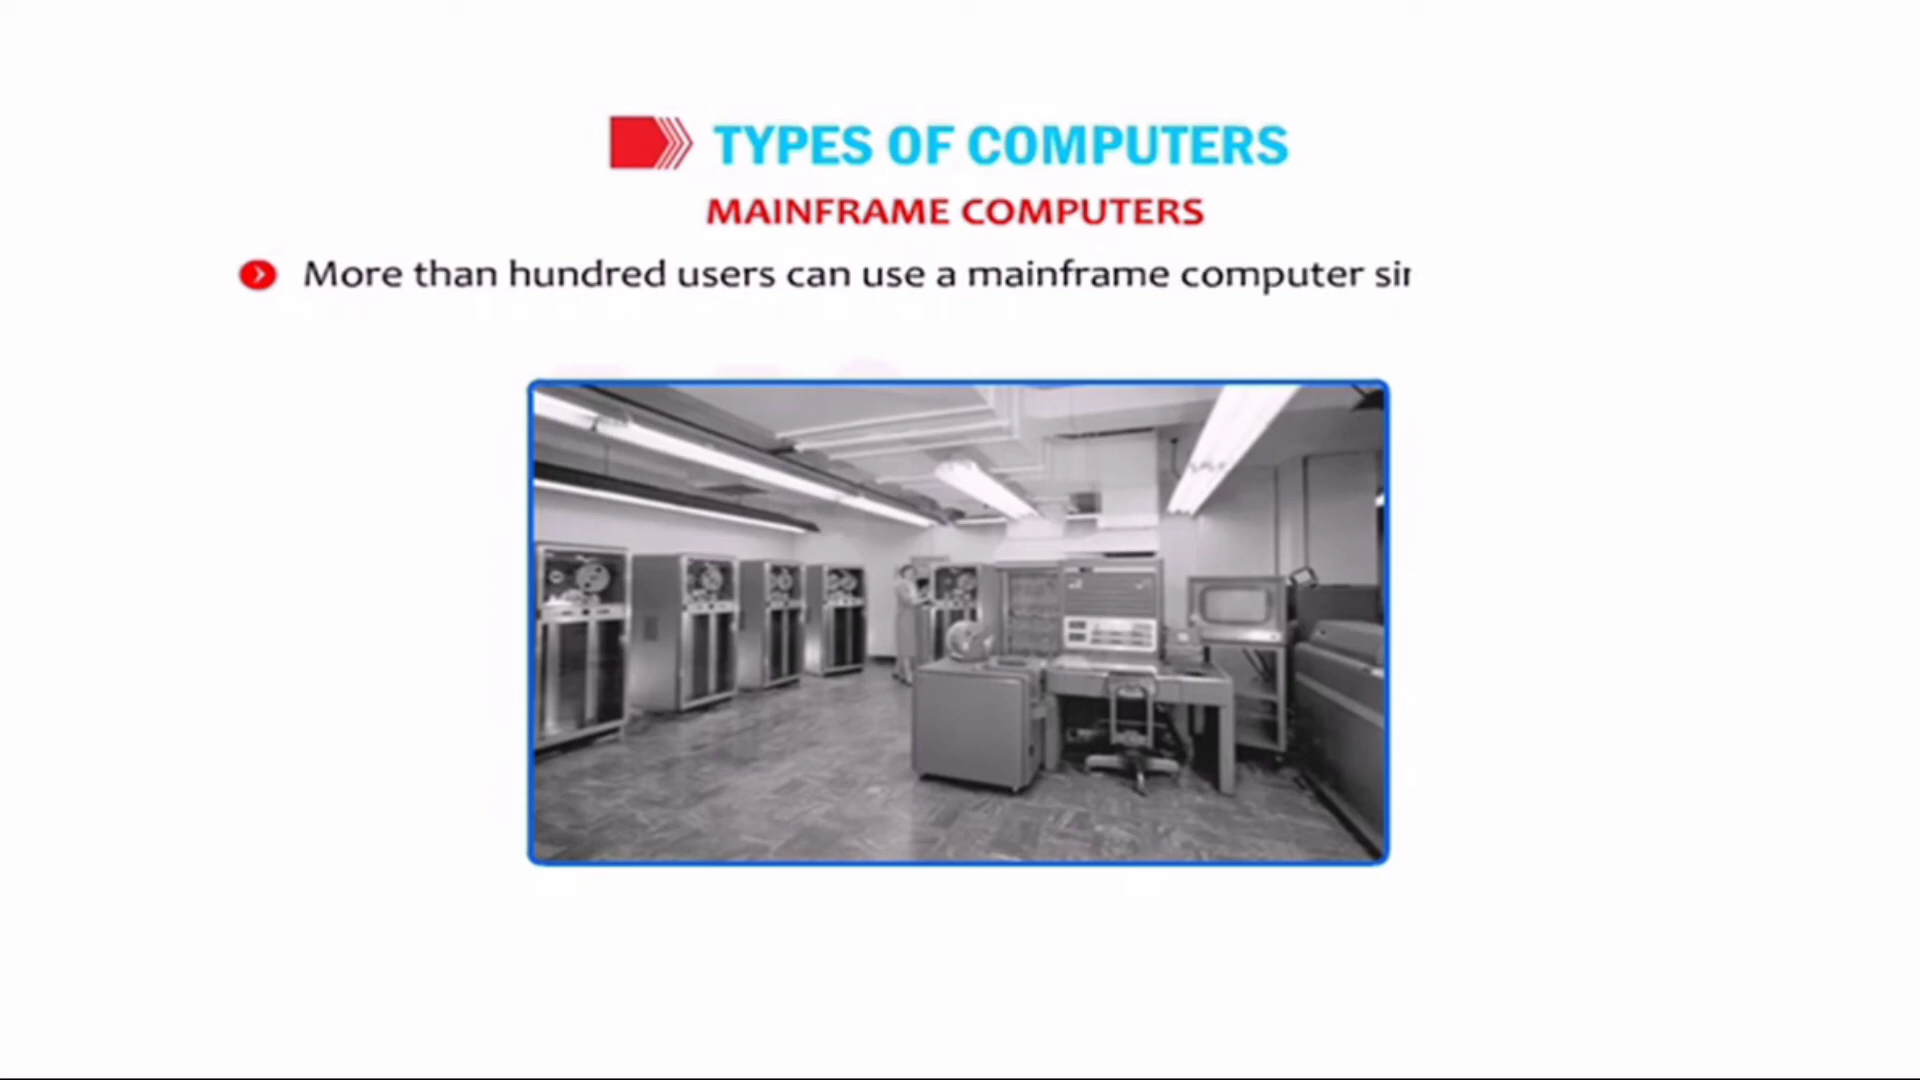 TYPES OF COMPUTERS
MAINFRAME COMPUTERS
More than hundred users can use a mainframe computer